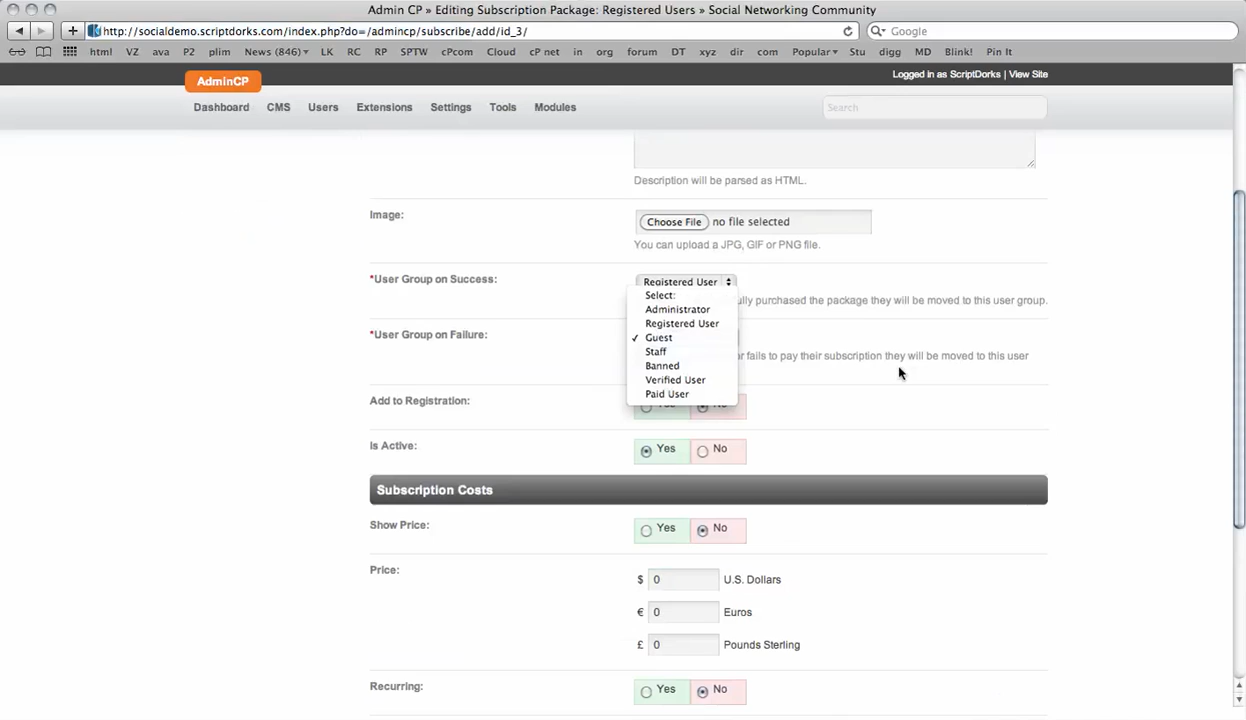 Admin CP » Editing Subscription Package: Registered Users » Social Networking Community
http://socialdemo.scriptdorks.com/index.php?do=/admincp/subscribe/add/id_3/
Google
html VZ ava P2 plim News (846) LK RC RP SPTW cPcom Cloud cP net in org forum DT xyz dir com Popular Stu digg MD Blink! Pin It
AdminCP
Logged in as ScriptDorks | View Site
Dashboard CMS Users Extensions Settings Tools Modules
Search
Description will be parsed as HTML.
Image:
Choose File no file selected
You can upload a JPG, GIF or PNG file.
*User Group on Success:
Registered User
Select:
fully purchased the package they will be moved to this user group.
Administrator
Registered User
*User Group on Failure:
✓ Guest
Staff
or fails to pay their subscription they will be moved to this user
Banned
Verified User
Paid User
Add to Registration:
Yes No
Is Active:
Yes No
Subscription Costs
Show Price:
Yes No
Price:
$ 0 U.S. Dollars
€ 0 Euros
£ 0 Pounds Sterling
Recurring:
Yes No